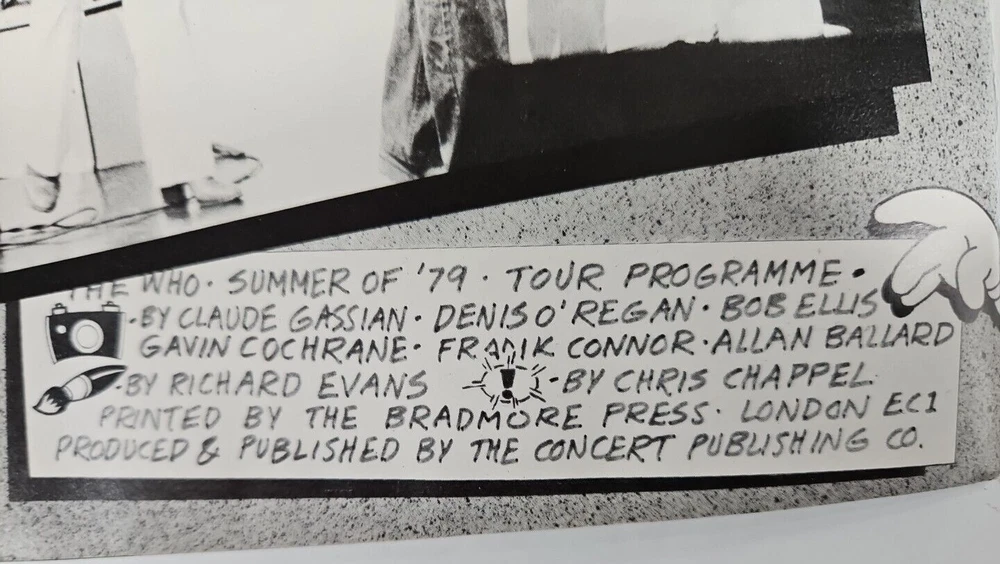 THE WHO · SUMMER OF '79 · TOUR PROGRAMME ·
- BY CLAUDE GASSIAN · DENIS O'REGAN · BOB ELLIS
GAVIN COCHRANE · FRANK CONNOR · ALLAN BALLARD
- BY RICHARD EVANS ! - BY CHRIS CHAPPEL
PRINTED BY THE BRADMORE PRESS · LONDON EC1
PRODUCED & PUBLISHED BY THE CONCERT PUBLISHING CO.